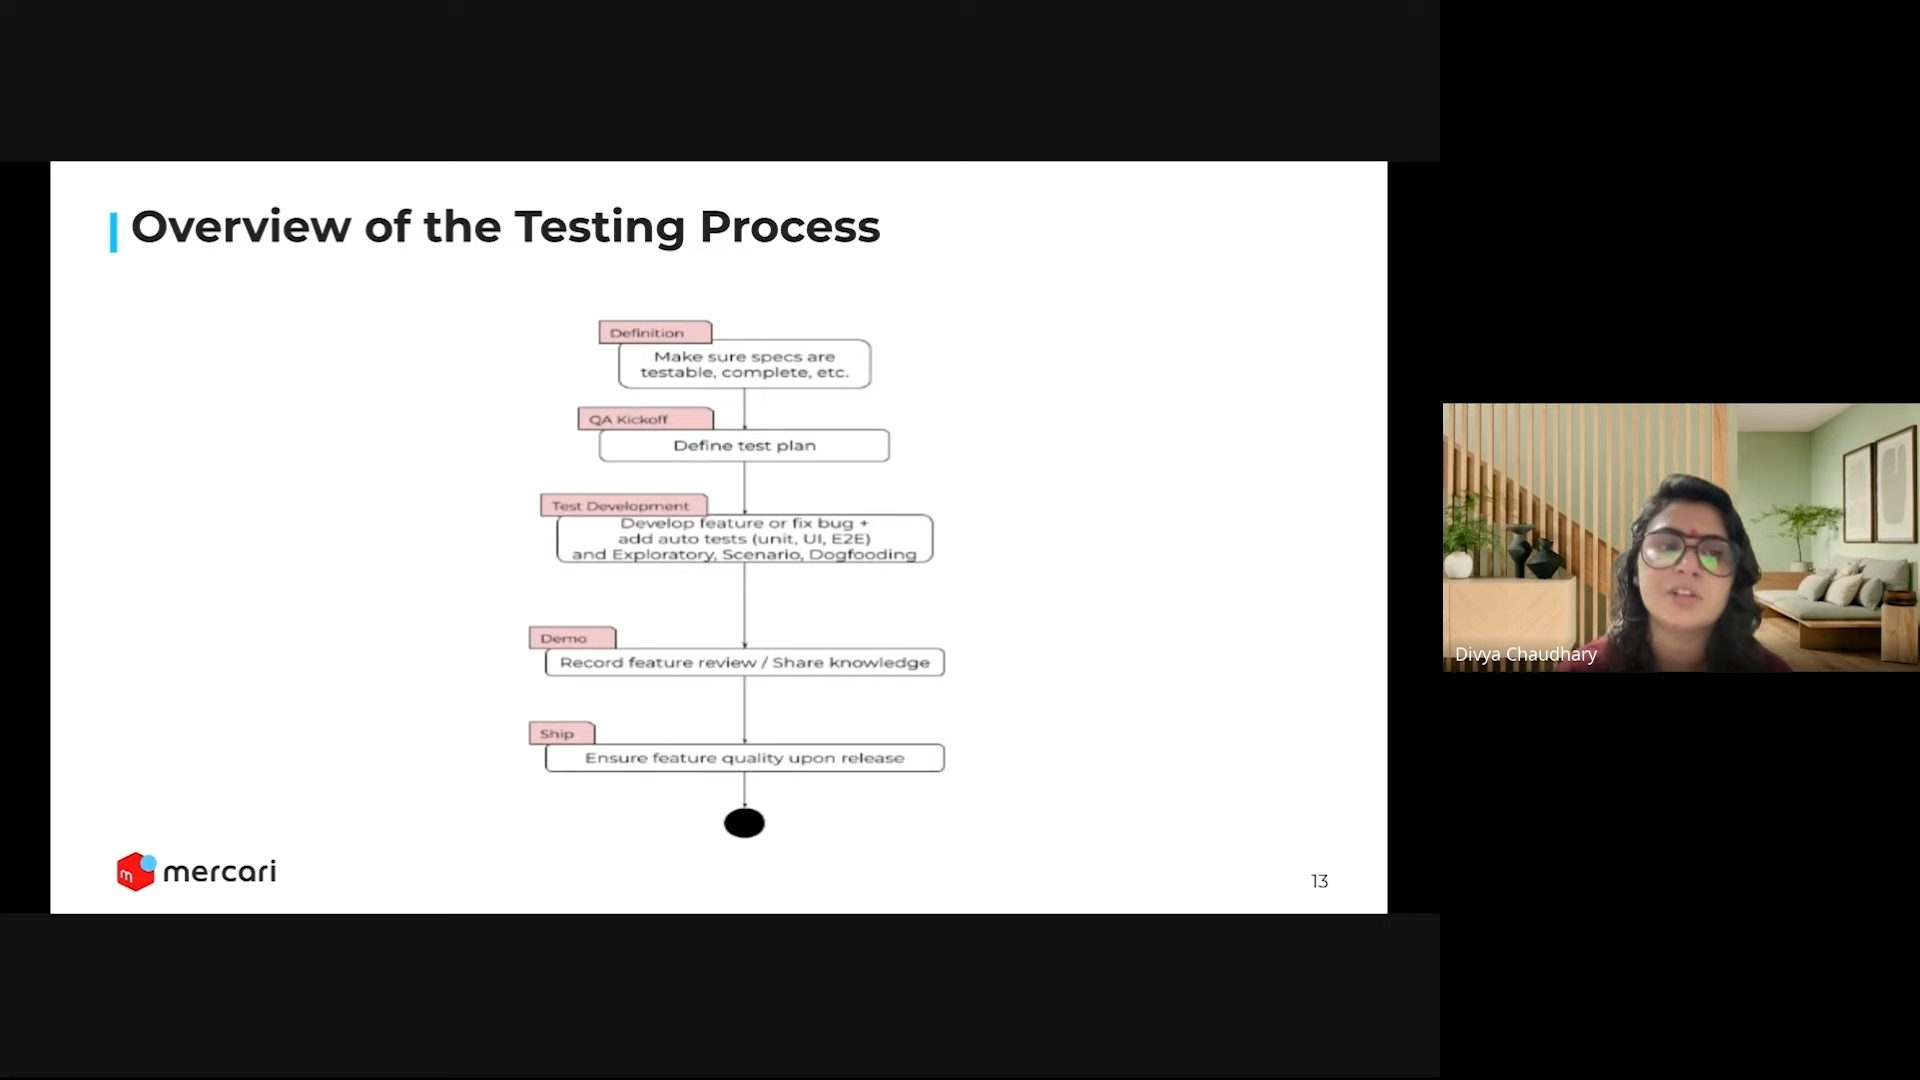 Overview of the Testing Process
Definition
Make sure specs are
testable, complete, etc.
QA Kickoff
Define test plan
Test Development
Develop feature or fix bug +
add auto tests (unit, UI, E2E)
and Exploratory, Scenario, Dogfooding
Demo
Record feature review / Share knowledge
Ship
Ensure feature quality upon release
m mercari
13
Divya Chaudhary